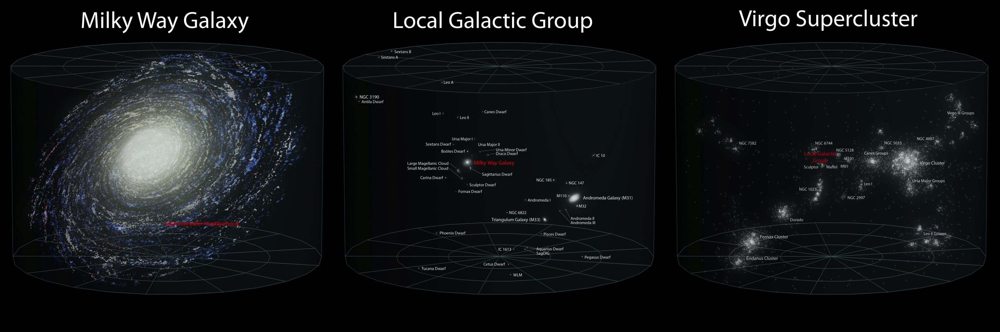 Milky Way Galaxy
Solar Interstellar Neighborhood
Local Galactic Group
Sextans B
Sextans A
Leo A
NGC 3190
Antila Dwarf
Canes Dwarf
Leo I
Leo II
Ursa Major I
Sextans Dwarf
Ursa Major II
Boötes Dwarf
Ursa Minor Dwarf
Draco Dwarf
IC 10
Milky Way Galaxy
Large Magellanic Cloud
Small Magellanic Cloud
Sagittarius Dwarf
Carina Dwarf
NGC 185
NGC 147
Sculptor Dwarf
Fornax Dwarf
M110
Andromeda Galaxy (M31)
Andromeda I
M32
NGC 6822
Triangulum Galaxy (M33)
Andromeda II
Andromeda III
Phoenix Dwarf
Pisces Dwarf
IC 1613
Aquarius Dwarf
SagDIG
Pegasus Dwarf
Cetus Dwarf
Tucana Dwarf
WLM
Virgo Supercluster
Virgo III Groups
NGC 4697
NGC 7582
NGC 6744
NGC 5033
NGC 5128
Local Galactic
Group
Canes Groups
M101
Virgo Cluster
Sculptor
Maffei
M81
Ursa Major Groups
Leo I
NGC 1023
NGC 2997
Dorado
Leo II Groups
Fornax Cluster
Eridanus Cluster